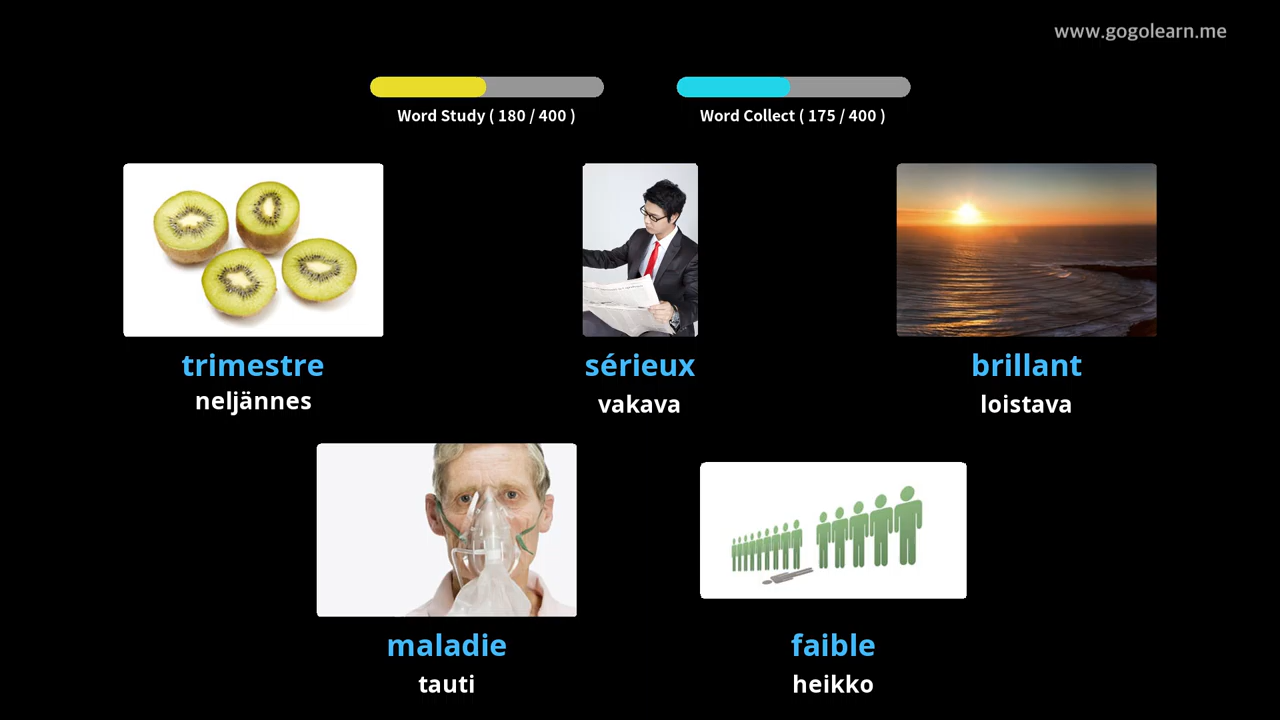 www.gogolearn.me
Word Study ( 180 / 400 )
Word Collect ( 175 / 400 )
trimestre
neljännes
sérieux
vakava
brillant
loistava
maladie
tauti
faible
heikko